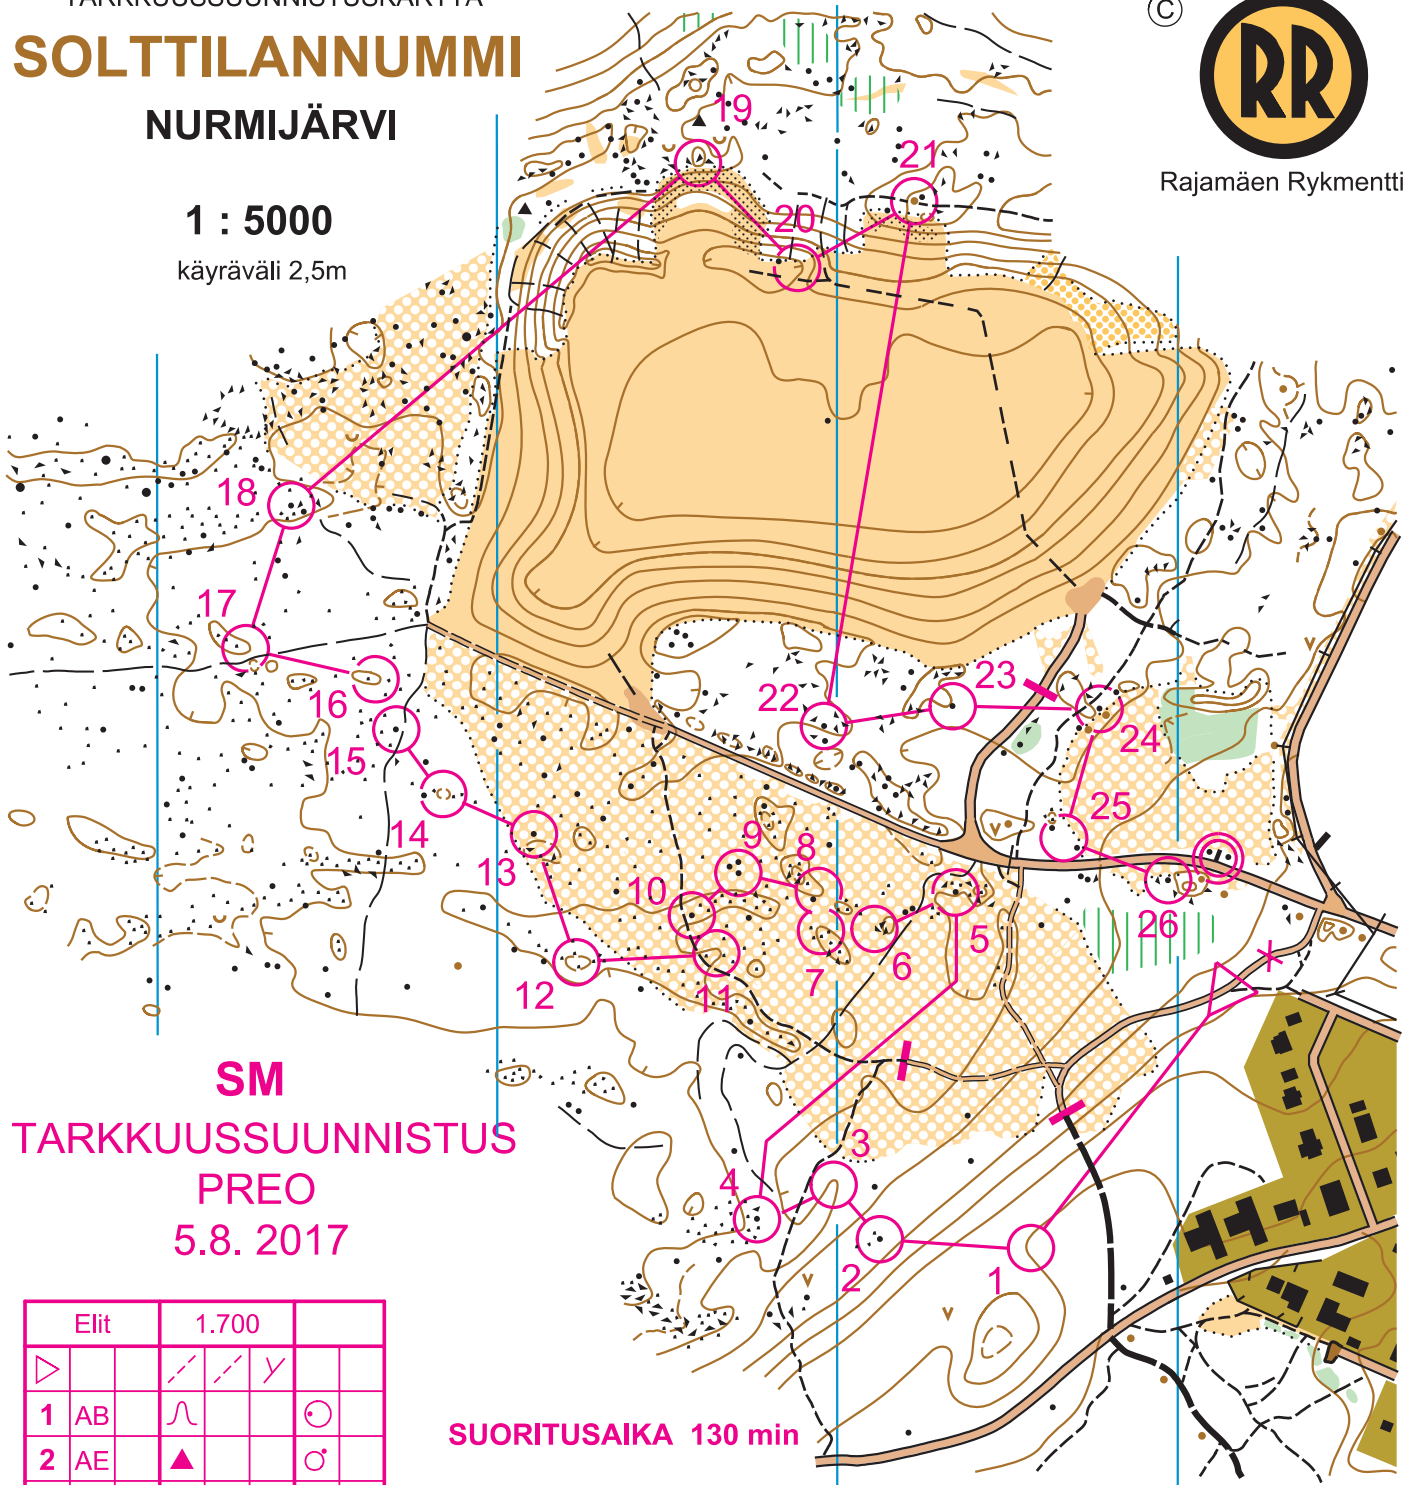 TARKKUUSSUUNNISTUSKARTTA
SOLTTILANNUMMI
NURMIJÄRVI
1 : 5000
käyräväli 2,5m
©
RR
Rajamäen Rykmentti
19
21
20
18
17
16
15
14
13
12
11
10
9
8
7
6
5
22
23
24
25
26
4
3
2
1
SM
TARKKUUSSUUNNISTUS
PREO
5.8. 2017
Elit 1.700
1 AB
2 AE
SUORITUSAIKA 130 min